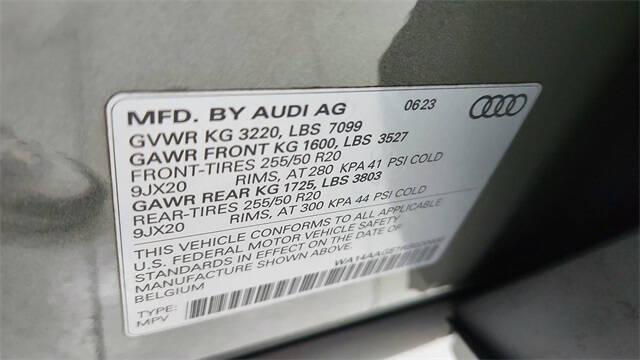 MFD. BY AUDI AG 06:23
GVWR KG 3220, LBS 7099
GAWR FRONT KG 1600, LBS 3527
FRONT-TIRES 255/50 R20
9JX20 RIMS, AT 280 KPA 41 PSI COLD
GAWR REAR KG 1725, LBS 3803
REAR-TIRES 255/50 R20
9JX20 RIMS, AT 300 KPA 44 PSI COLD
THIS VEHICLE CONFORMS TO ALL APPLICABLE
U.S. FEDERAL MOTOR VEHICLE SAFETY
STANDARDS IN EFFECT ON THE DATE OF
MANUFACTURE SHOWN ABOVE.
BELGIUM
TYPE:
MPV